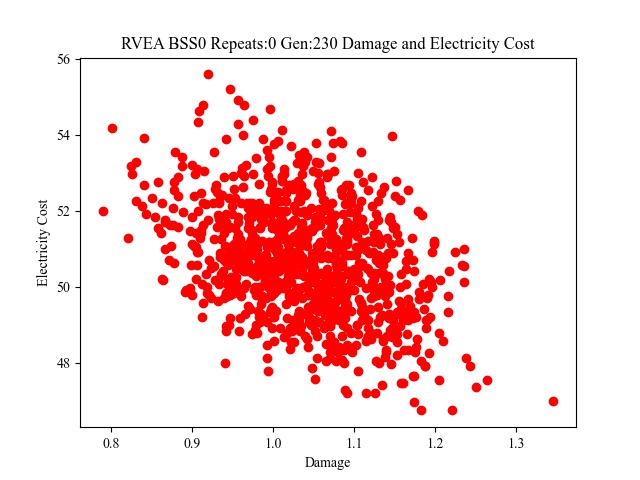 RVEA BSS0 Repeats:0 Gen:230 Damage and Electricity Cost
56
54
52
50
48
Electricity Cost
0.8 0.9 1.0 1.1 1.2 1.3
Damage